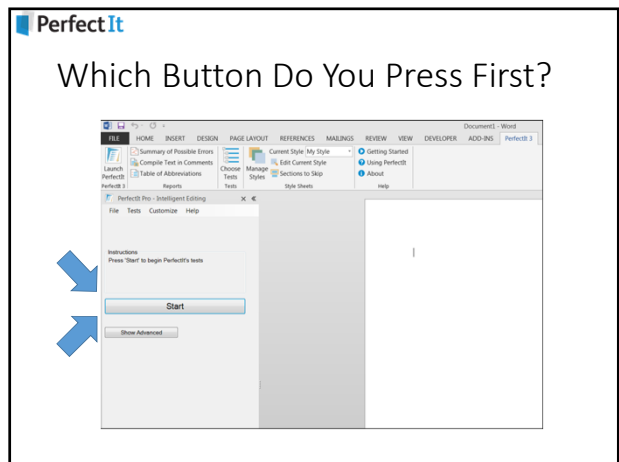 PerfectIt
Which Button Do You Press First?
Document1 - Word
FILE HOME INSERT DESIGN PAGE LAYOUT REFERENCES MAILINGS REVIEW VIEW DEVELOPER ADD-INS PerfectIt 3
Summary of Possible Errors
Compile Text in Comments
Table of Abbreviations
Launch PerfectIt
Choose Tests
Manage Styles
Current Style My Style
Edit Current Style
Sections to Skip
Getting Started
Using PerfectIt
About
PerfectIt 3 Reports Tests Style Sheets Help
PerfectIt Pro - Intelligent Editing
File Tests Customize Help
Instructions
Press 'Start' to begin PerfectIt's tests
Start
Show Advanced